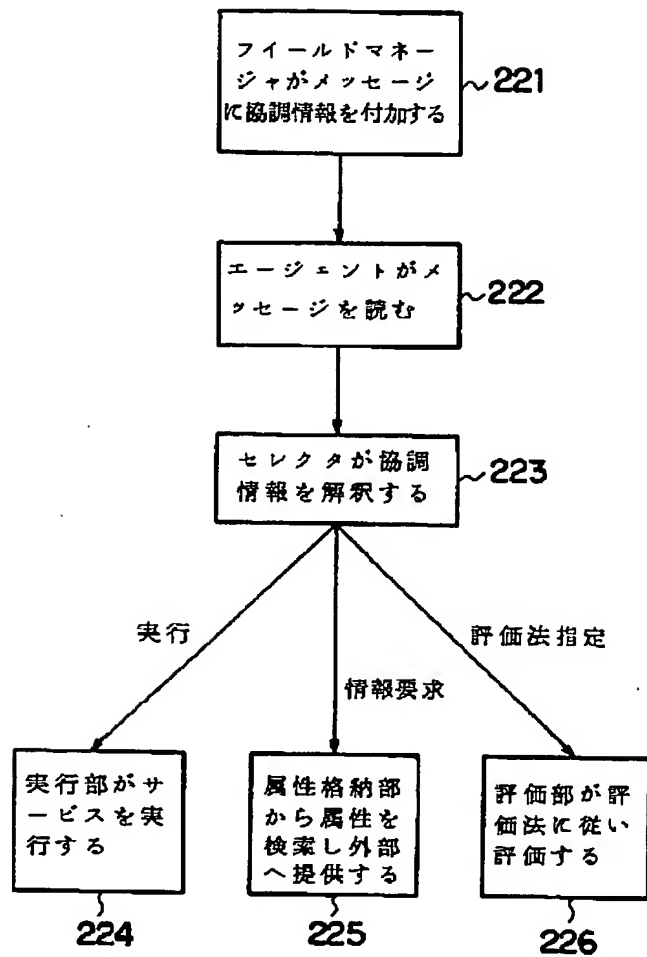 フイールドマネー
ジャがメッセージ
に協調情報を付加する
221
エージェントがメ
ッセージを読む
222
セレクタが協調
情報を解釈する
223
実行
情報要求
評価法指定
実行部がサ
ービスを実
行する
224
属性格納部
から属性を
検索し外部
へ提供する
225
評価部が評
価法に従い
評価する
226